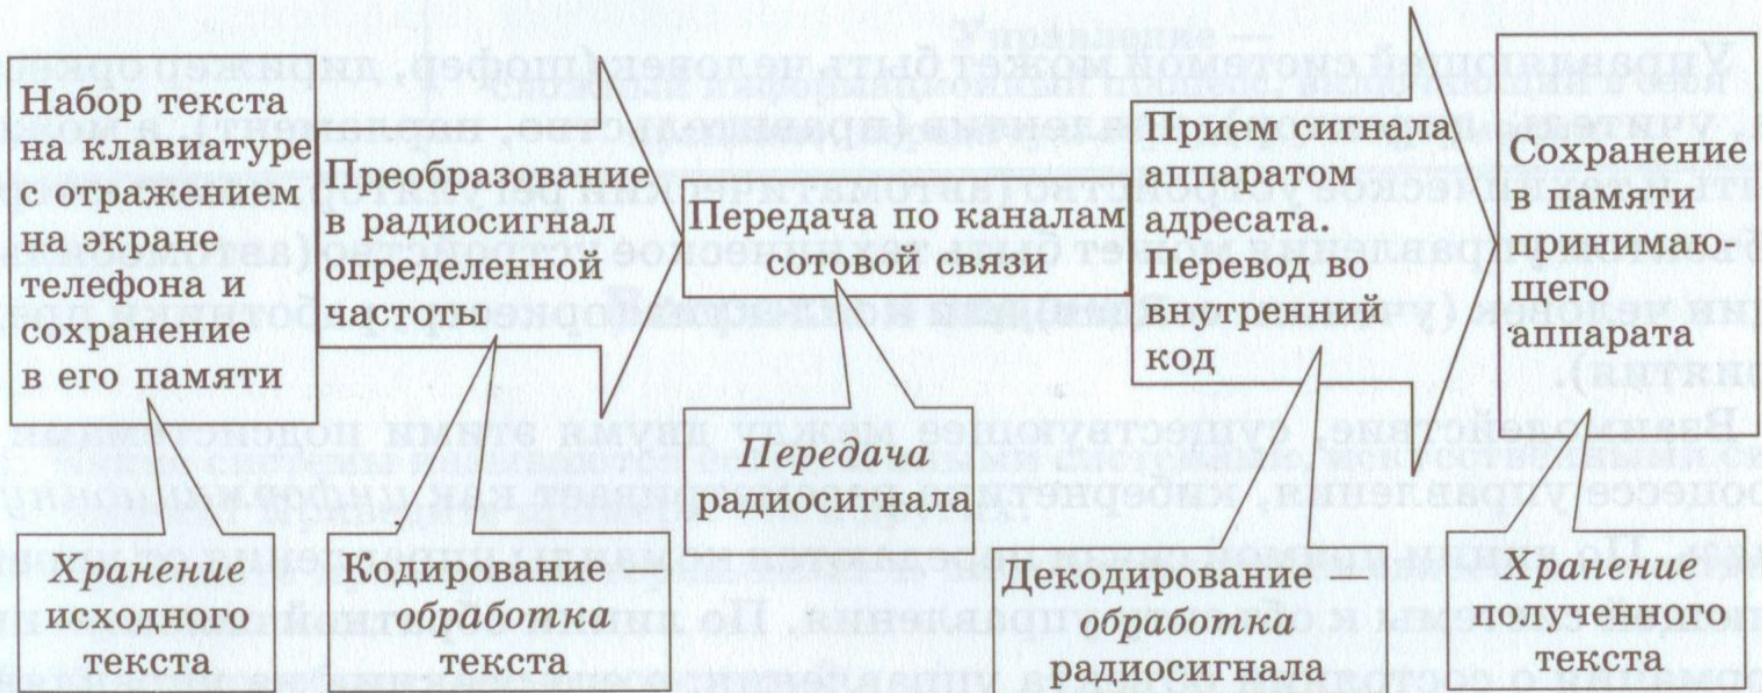 Набор текста
на клавиатуре
с отражением
на экране
телефона и
сохранение
в его памяти
Преобразование
в радиосигнал
определенной
частоты
Передача по каналам
сотовой связи
Прием сигнала
аппаратом
адресата.
Перевод во
внутренний
код
Сохранение
в памяти
принимаю-
щего
аппарата
Хранение
исходного
текста
Кодирование
обработка
текста
Передача
радиосигнала
Декодирование —
обработка
радиосигнала
Хранение
полученного
текста